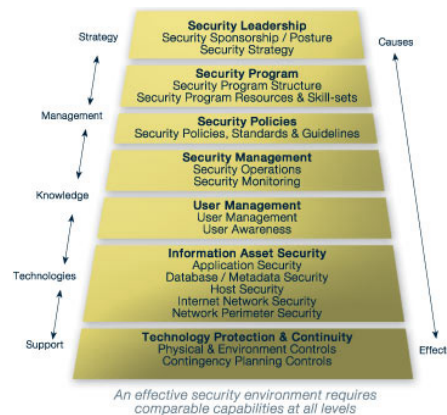 Security Leadership
Security Sponsorship / Posture
Security Strategy
Security Program
Security Program Structure
Security Program Resources & Skill-sets
Security Policies
Security Policies, Standards & Guidelines
Security Management
Security Operations
Security Monitoring
User Management
User Management
User Awareness
Information Asset Security
Application Security
Database / Metadata Security
Host Security
Internet Network Security
Network Perimeter Security
Technology Protection & Continuity
Physical & Environment Controls
Contingency Planning Controls
Strategy
Management
Knowledge
Technologies
Support
Causes
Effect
An effective security environment requires
comparable capabilities at all levels